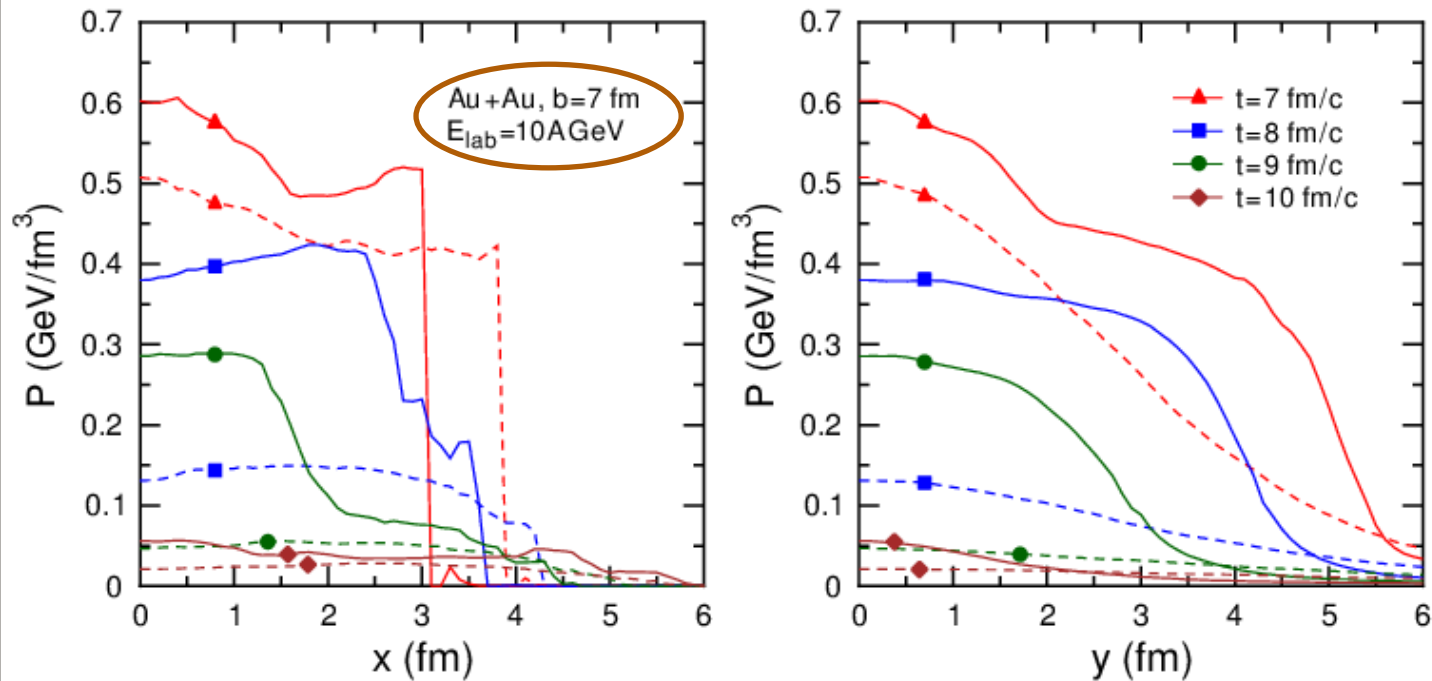 0.7
0.6
0.5
0.4
0.3
0.2
0.1
0
P (GeV/fm³)
0 1 2 3 4 5 6
x (fm)
Au+Au, b=7 fm
E_lab=10AGeV
0.7
0.6
0.5
0.4
0.3
0.2
0.1
0
P (GeV/fm³)
0 1 2 3 4 5 6
y (fm)
t=7 fm/c
t=8 fm/c
t=9 fm/c
t=10 fm/c